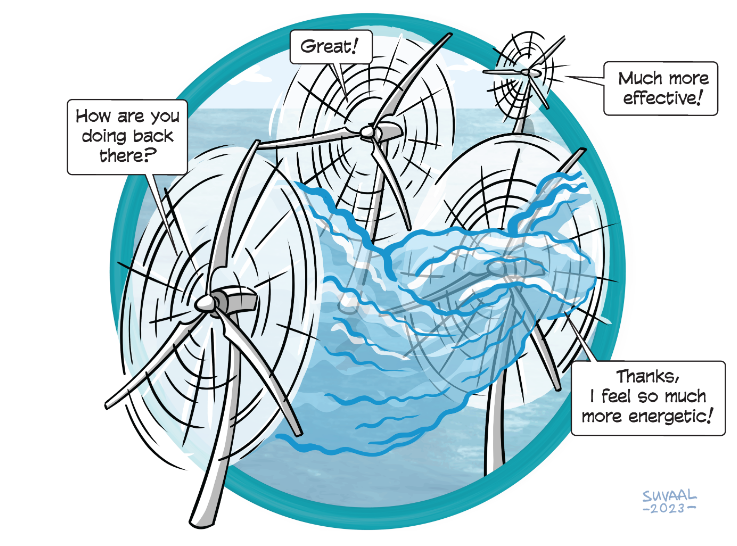 Great!
Much more
effective!
How are you
doing back
there?
Thanks,
I feel so much
more energetic!
SUVAAL
-2023-